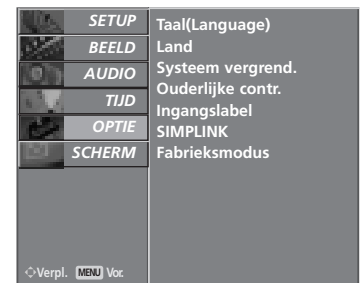 SETUP
BEELD
AUDIO
TIJD
OPTIE
SCHERM
Taal(Language)
Land
Systeem vergrend.
Ouderlijke contr.
Ingangslabel
SIMPLINK
Fabrieksmodus
Verpl. MENU Vor.